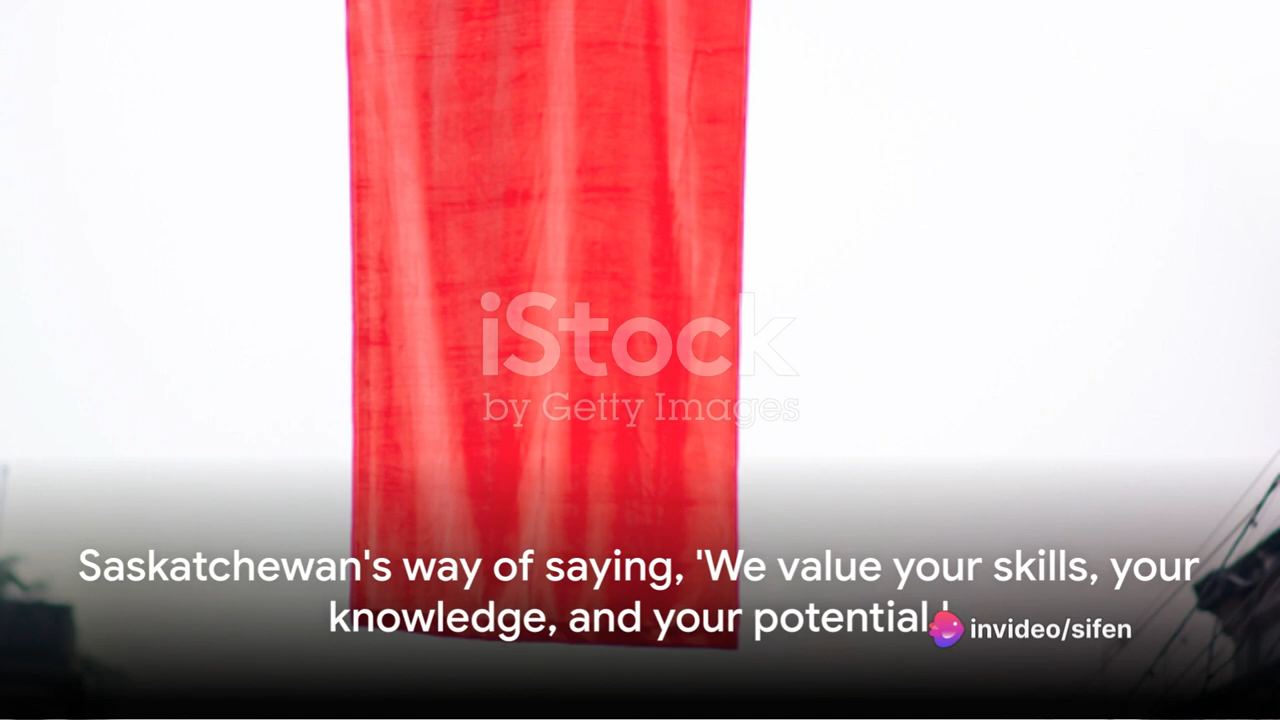 iStock
by Getty Images
Saskatchewan's way of saying, 'We value your skills, your
knowledge, and your potential.'
invideo/sifen